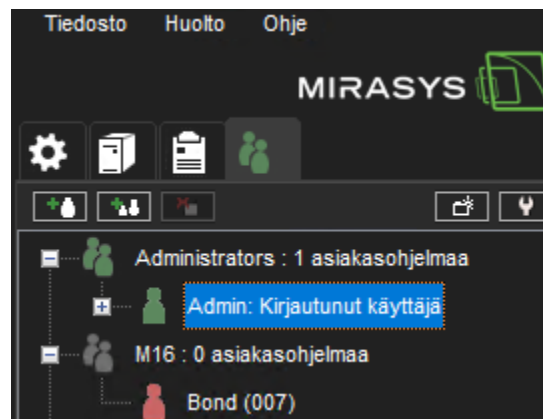 Tiedosto Huolto Ohje
MIRASYS
Administrators : 1 asiakasohjelmaa
Admin: Kirjautunut käyttäjä
M16 : 0 asiakasohjelmaa
Bond (007)